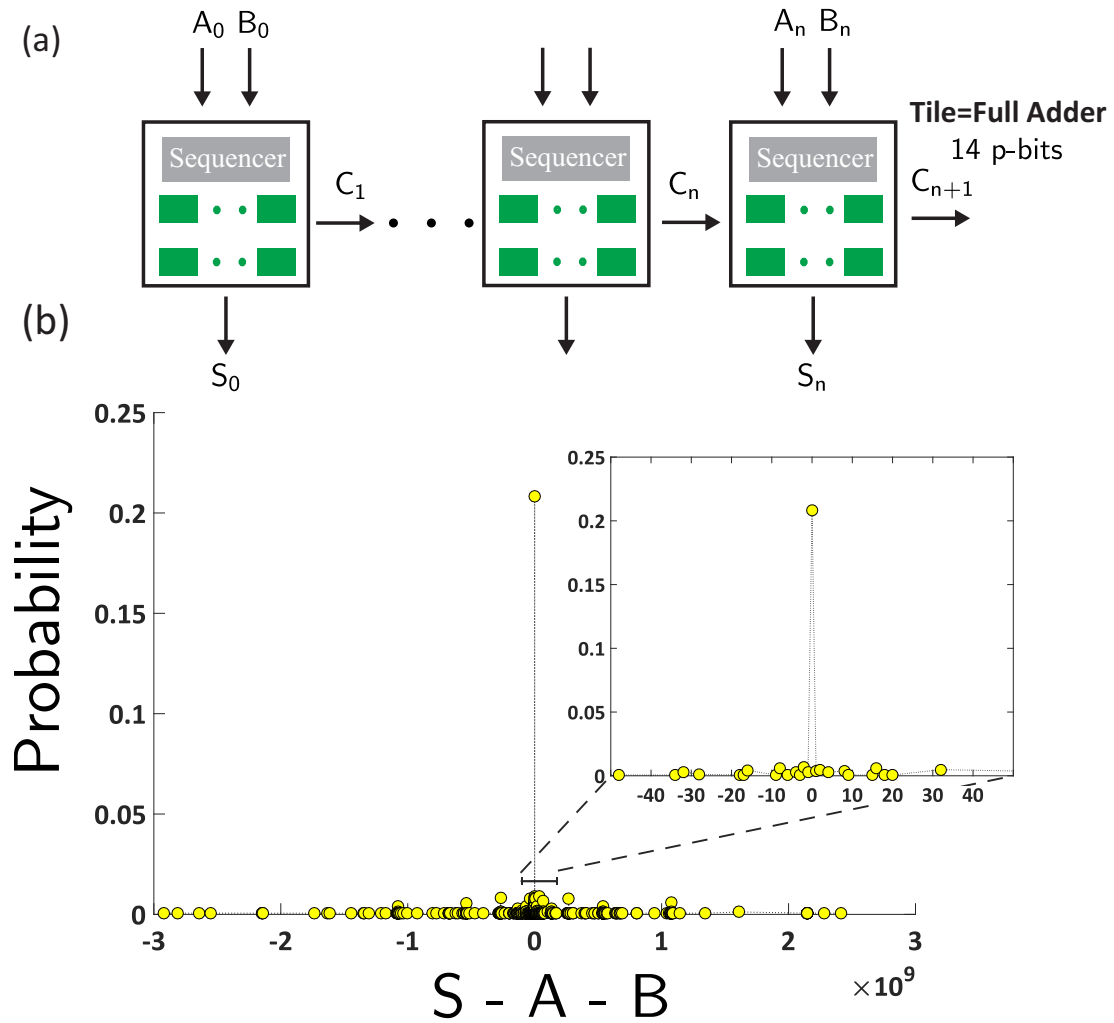 (a)
A0 B0
An Bn
Tile=Full Adder
14 p-bits
Sequencer
Sequencer
Sequencer
C1
Cn
Cn+1
S0
Sn
(b)
Probability
0.25
0.2
0.15
0.1
0.05
0
-3
-2
-1
0
1
2
3
×10^9
S - A - B
0.25
0.2
0.15
0.1
0.05
0
-40
-20
-10
0
10
20
30
40